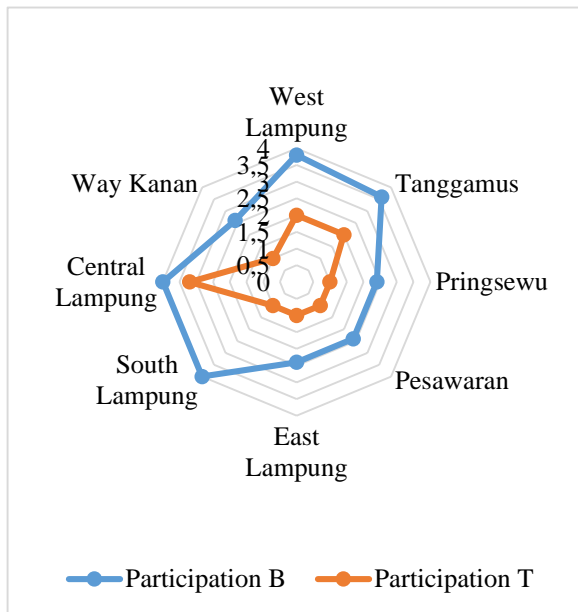 West
Lampung
4
3,5
3
2,5
2
1,5
1
0,5
0
Tanggamus
Pringsewu
Pesawaran
East
Lampung
South
Lampung
Central
Lampung
Way Kanan
Participation B
Participation T